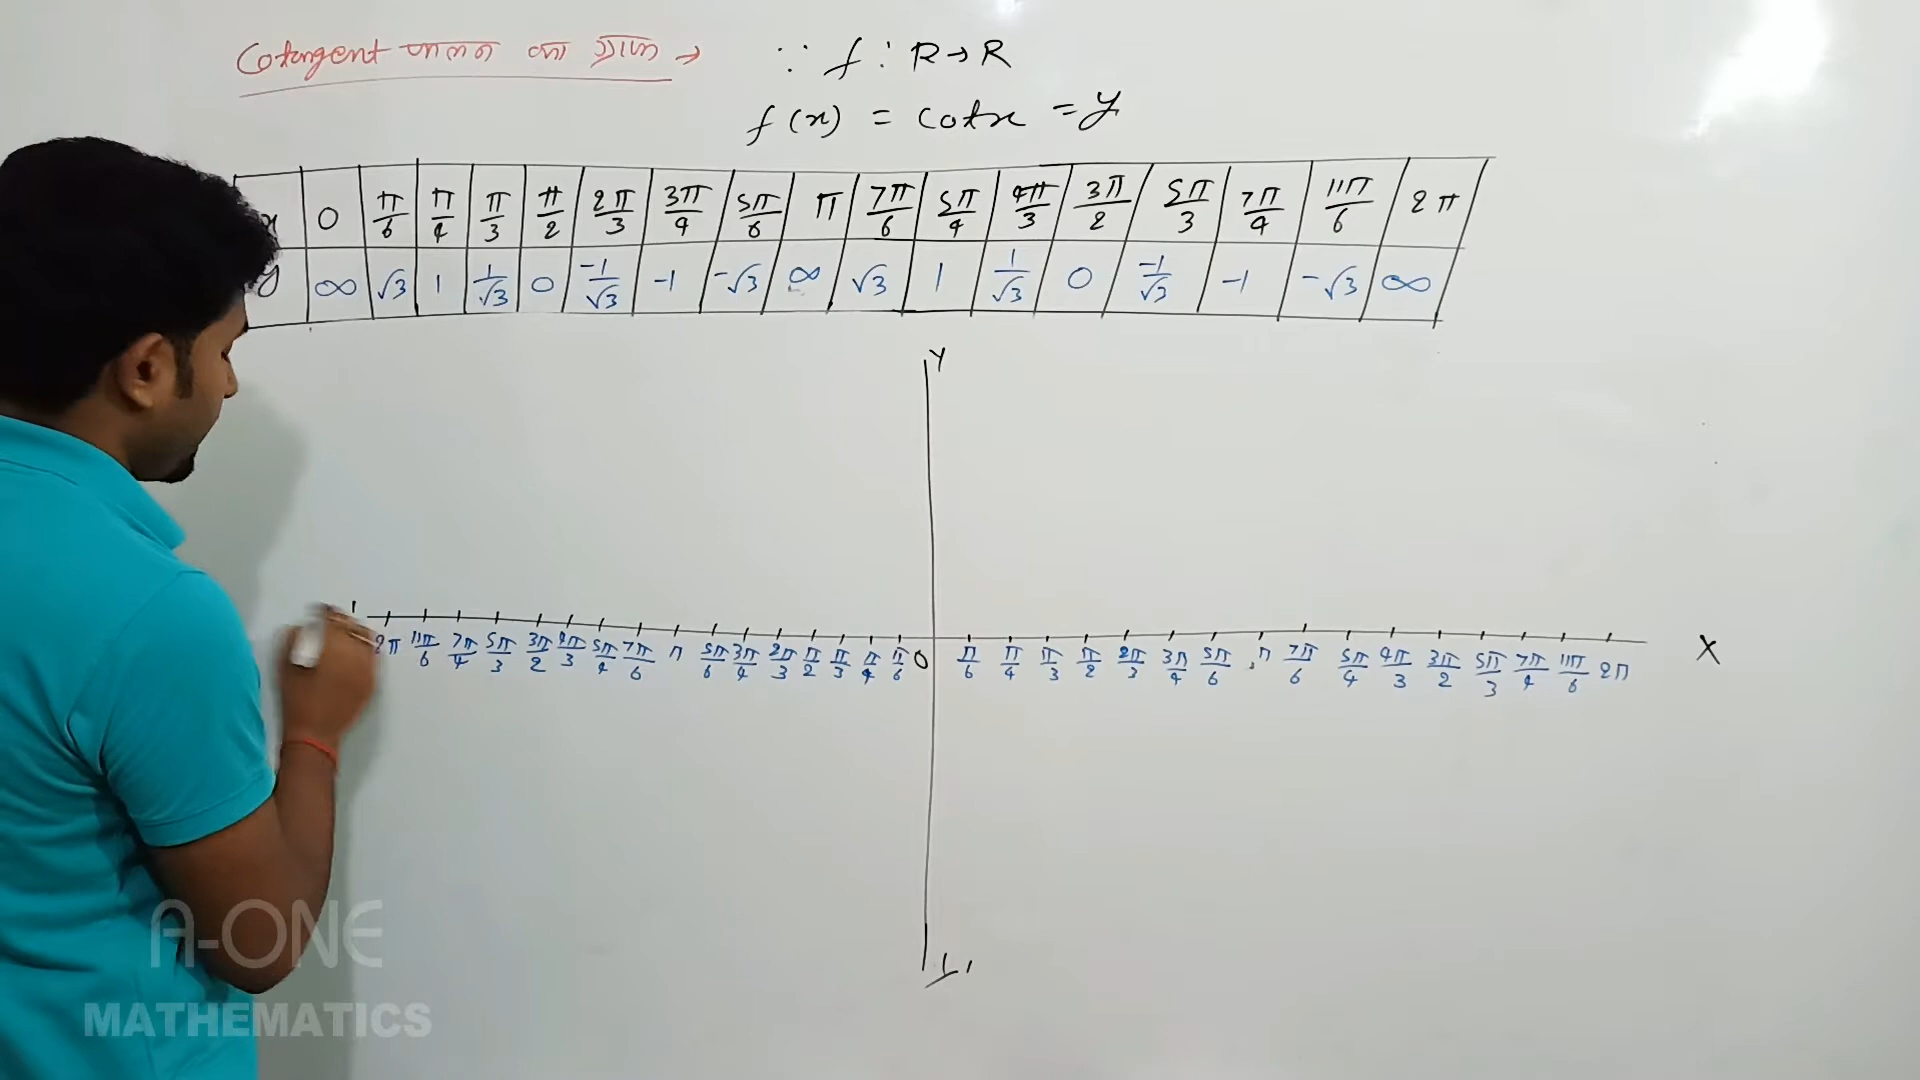 Cotangent फलन का ग्राफ → ∵ f : R→R
f(x) = cotx = y
x 0 π/6 π/4 π/3 π/2 2π/3 3π/4 5π/6 π 7π/6 5π/4 4π/3 3π/2 5π/3 7π/4 11π/6 2π
y ∞ √3 1 1/√3 0 -1/√3 -1 -√3 ∞ √3 1 1/√3 0 -1/√3 -1 -√3 ∞
Y
2π 11π/6 7π/4 5π/3 3π/2 4π/3 5π/4 7π/6 π 5π/6 3π/4 2π/3 π/2 π/3 π/4 π/6 0 π/6 π/4 π/3 π/2 2π/3 3π/4 5π/6 π 7π/6 5π/4 4π/3 3π/2 5π/3 7π/4 11π/6 2π X
A-ONE
MATHEMATICS